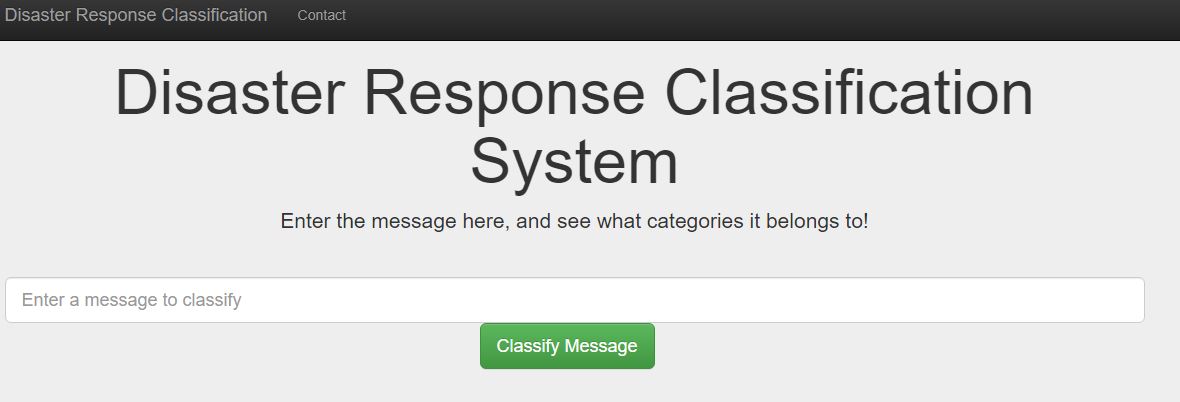 Disaster Response Classification Contact
Disaster Response Classification
System
Enter the message here, and see what categories it belongs to!
Enter a message to classify
Classify Message